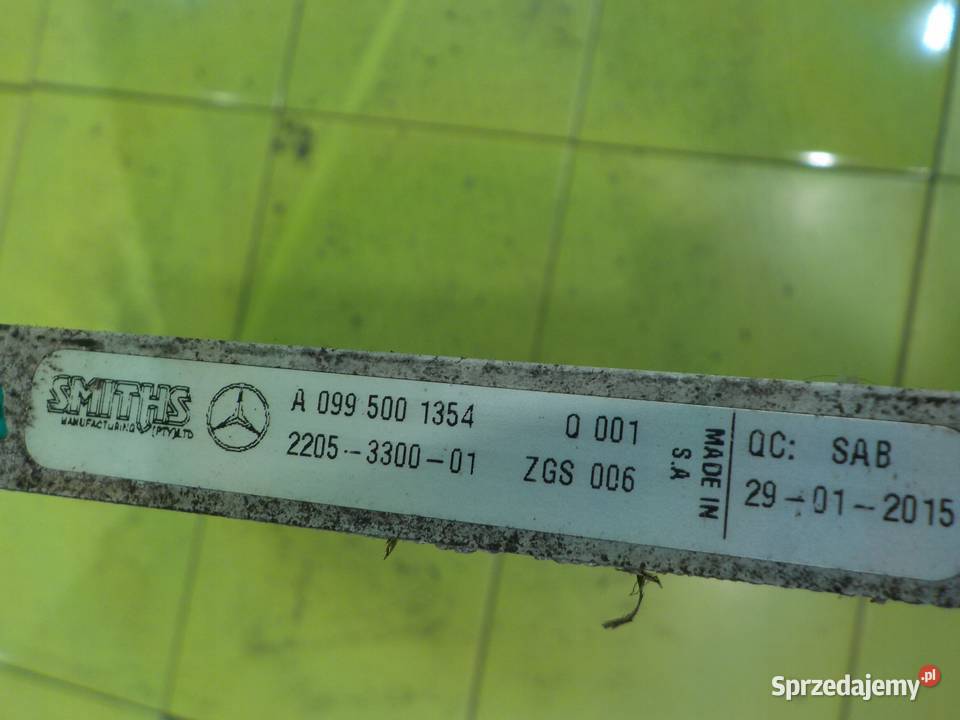 SMITHS
MANUFACTURING (PTY)LTD
A 099 500 1354
2205-3300-01
Q 001
ZGS 006
MADE IN
S.A
QC: SAB
29-01-2015
Sprzedajemy.pl